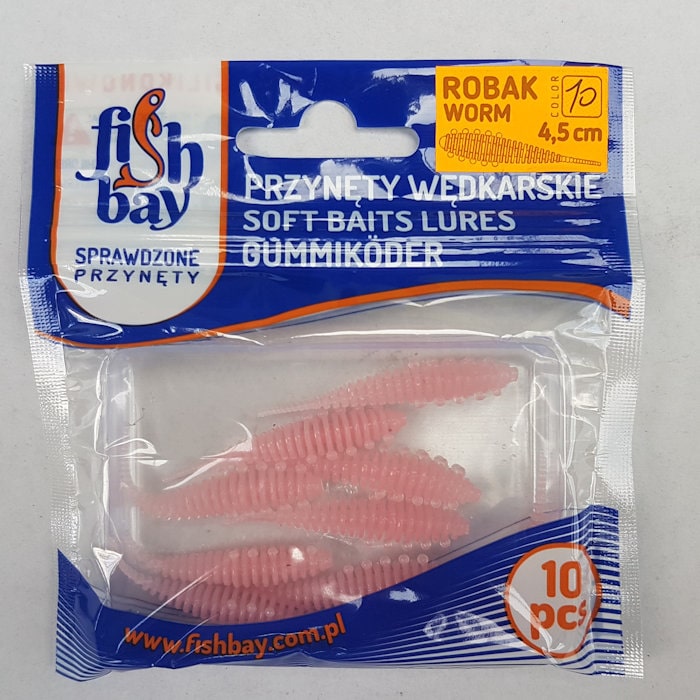 fish
bay
SPRAWDZONE
PRZYNĘTY
ROBAK
WORM
COLOR
10
4,5 cm
PRZYNĘTY WĘDKARSKIE
SOFT BAITS LURES
GUMMIKÖDER
10
pcs
www.fishbay.com.pl